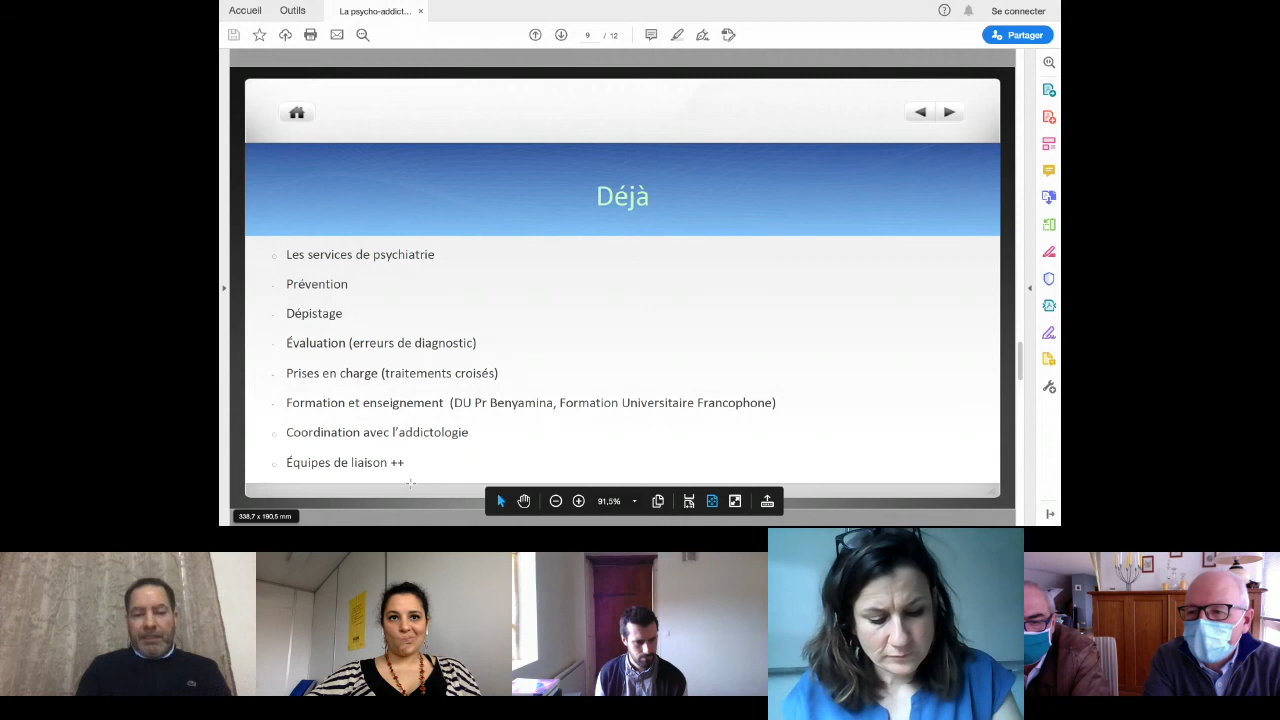 Accueil Outils La psycho-addict... × Se connecter
9 / 12 Partager
Déjà
Les services de psychiatrie
Prévention
Dépistage
Évaluation (erreurs de diagnostic)
Prises en charge (traitements croisés)
Formation et enseignement (DU Pr Benyamina, Formation Universitaire Francophone)
Coordination avec l'addictologie
Équipes de liaison ++
91,5%
338,7 x 190,5 mm